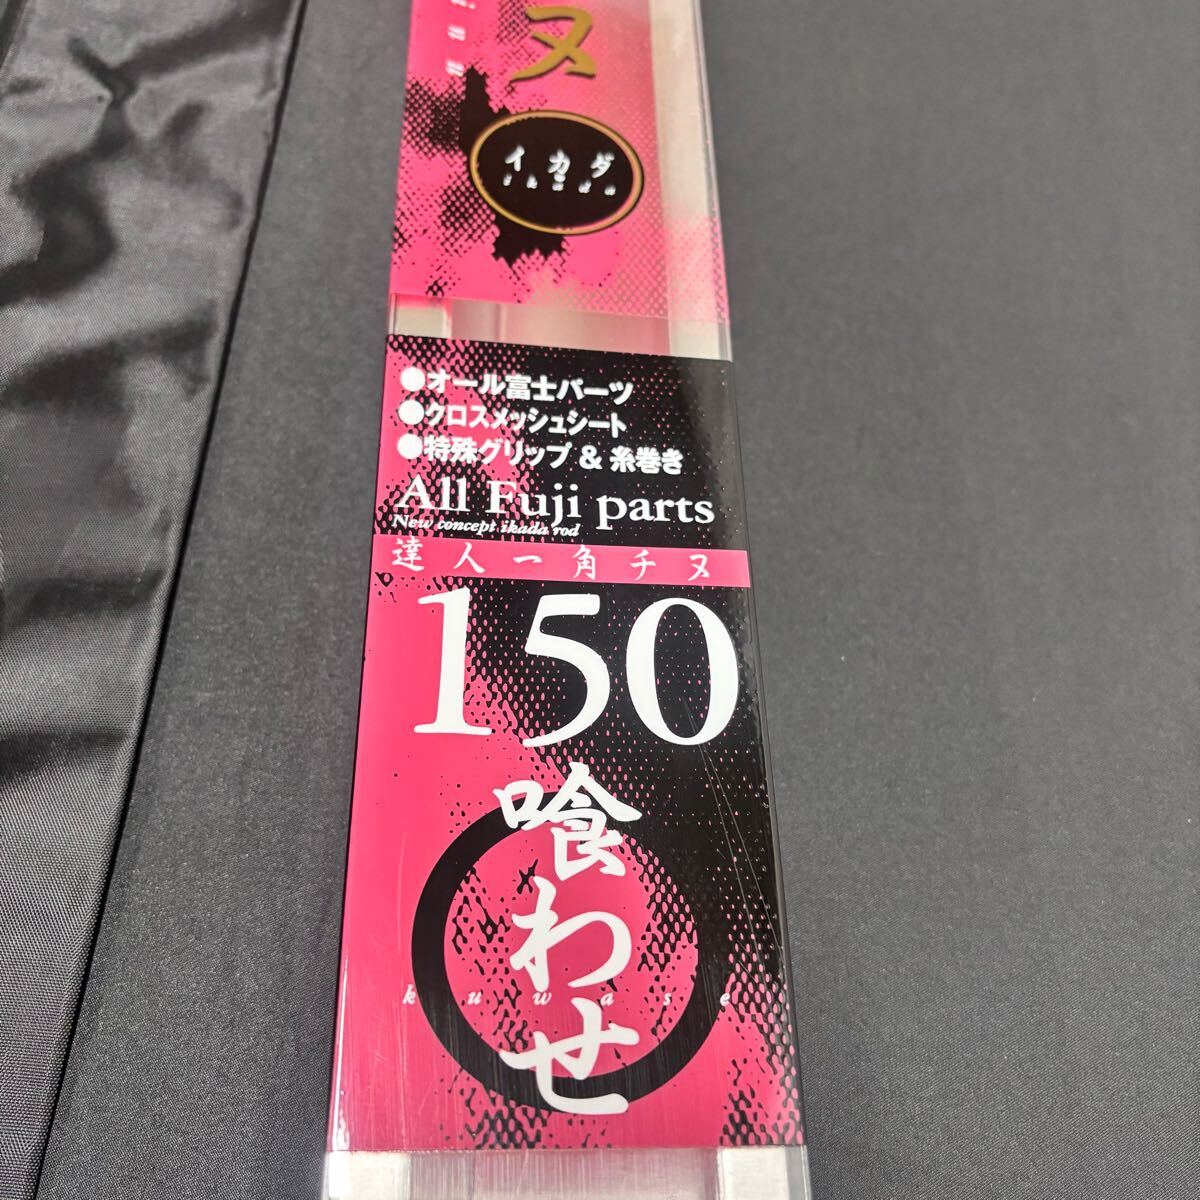 inu
ヌ
イカダ
ikada
●オール富士パーツ
●クロスメッシュシート
●特殊グリップ & 糸巻き
All Fuji parts
New concept ikada rod
達人一角チヌ
150
喰わせ
kuwase